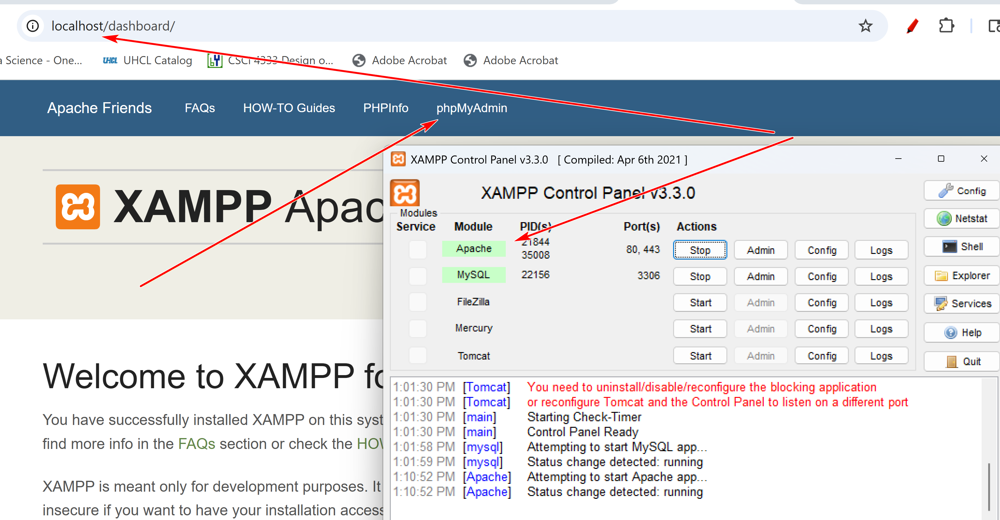 localhost/dashboard/
a Science - One... UHCL UHCL Catalog CSCI 4333 Design o... Adobe Acrobat Adobe Acrobat
Apache Friends FAQs HOW-TO Guides PHPInfo phpMyAdmin
XAMPP Apac
Welcome to XAMPP fo
You have successfully installed XAMPP on this syst
find more info in the FAQs section or check the HOW
XAMPP is meant only for development purposes. It
insecure if you want to have your installation access
XAMPP Control Panel v3.3.0 [ Compiled: Apr 6th 2021 ]
XAMPP Control Panel v3.3.0
Modules
Service Module PID(s) Port(s) Actions
Apache 21844 35008 80, 443 Stop Admin Config Logs
MySQL 22156 3306 Stop Admin Config Logs
FileZilla Start Admin Config Logs
Mercury Start Admin Config Logs
Tomcat Start Admin Config Logs
Config
Netstat
Shell
Explorer
Services
Help
Quit
1:01:30 PM [Tomcat] You need to uninstall/disable/reconfigure the blocking application
1:01:30 PM [Tomcat] or reconfigure Tomcat and the Control Panel to listen on a different port
1:01:30 PM [main] Starting Check-Timer
1:01:30 PM [main] Control Panel Ready
1:01:58 PM [mysql] Attempting to start MySQL app...
1:01:59 PM [mysql] Status change detected: running
1:10:52 PM [Apache] Attempting to start Apache app...
1:10:52 PM [Apache] Status change detected: running